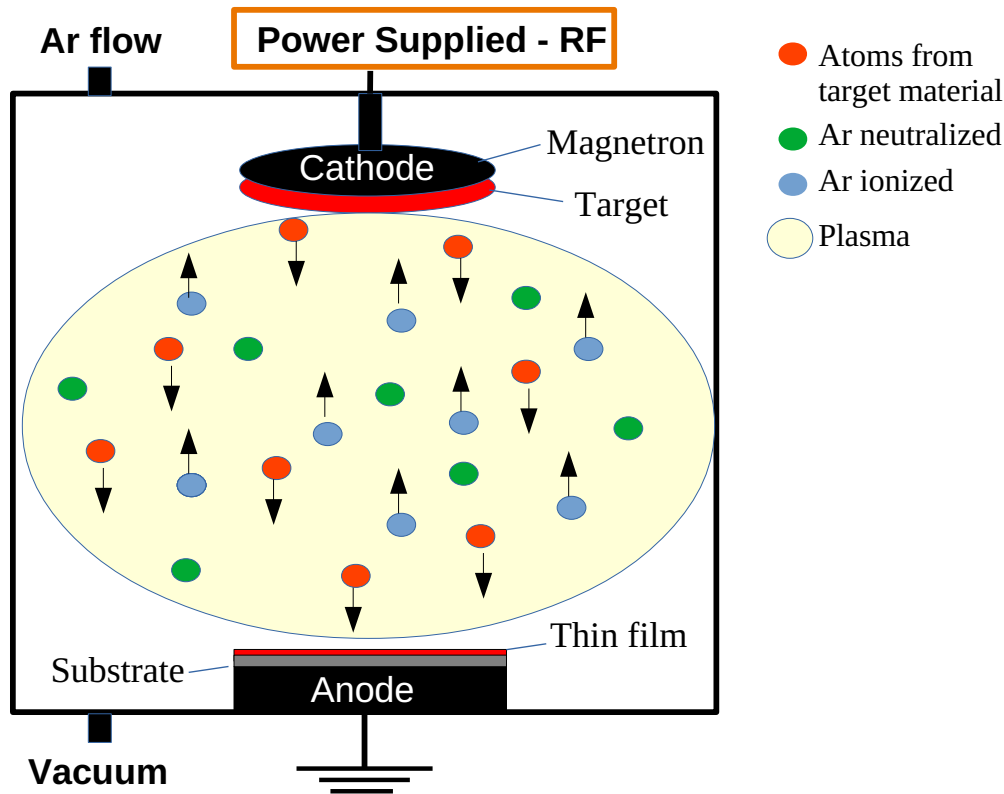 Ar flow
Power Supplied - RF
Atoms from
target material
Ar neutralized
Ar ionized
Plasma
Magnetron
Cathode
Target
Thin film
Substrate
Anode
Vacuum